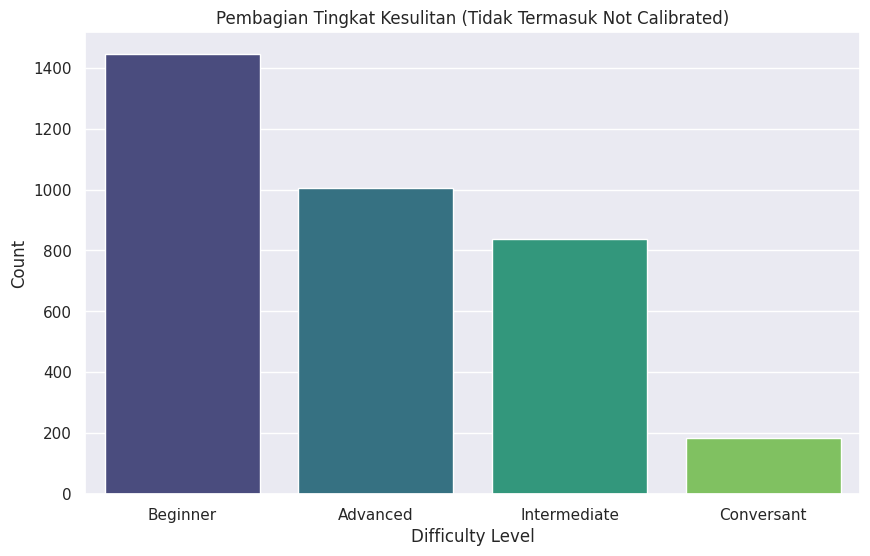 Pembagian Tingkat Kesulitan (Tidak Termasuk Not Calibrated)
1400
1200
1000
800
600
400
200
0
Count
Beginner
Advanced
Intermediate
Conversant
Difficulty Level